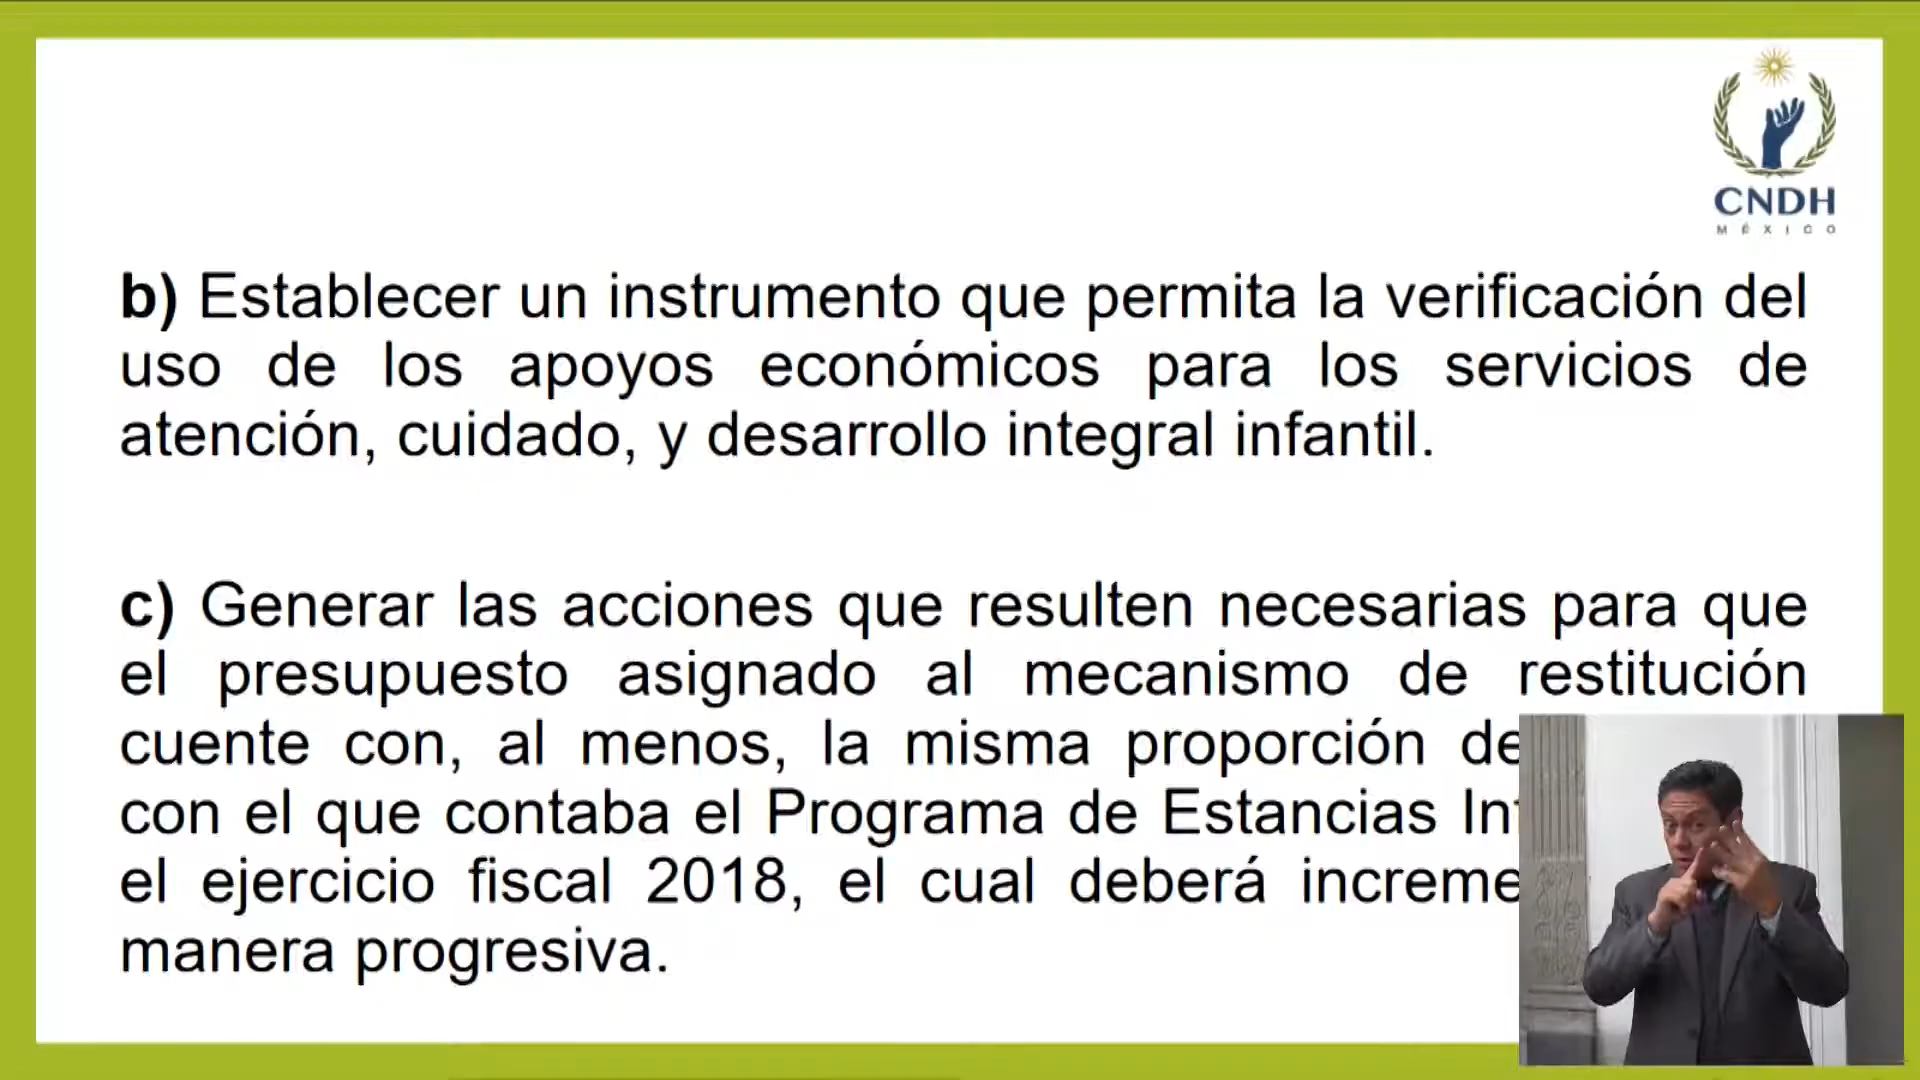 CNDH
MÉXICO
b) Establecer un instrumento que permita la verificación del
uso de los apoyos económicos para los servicios de
atención, cuidado, y desarrollo integral infantil.
c) Generar las acciones que resulten necesarias para que
el presupuesto asignado al mecanismo de restitución
cuente con, al menos, la misma proporción
con el que contaba el Programa de Estancias
el ejercicio fiscal 2018, el cual deberá
manera progresiva.